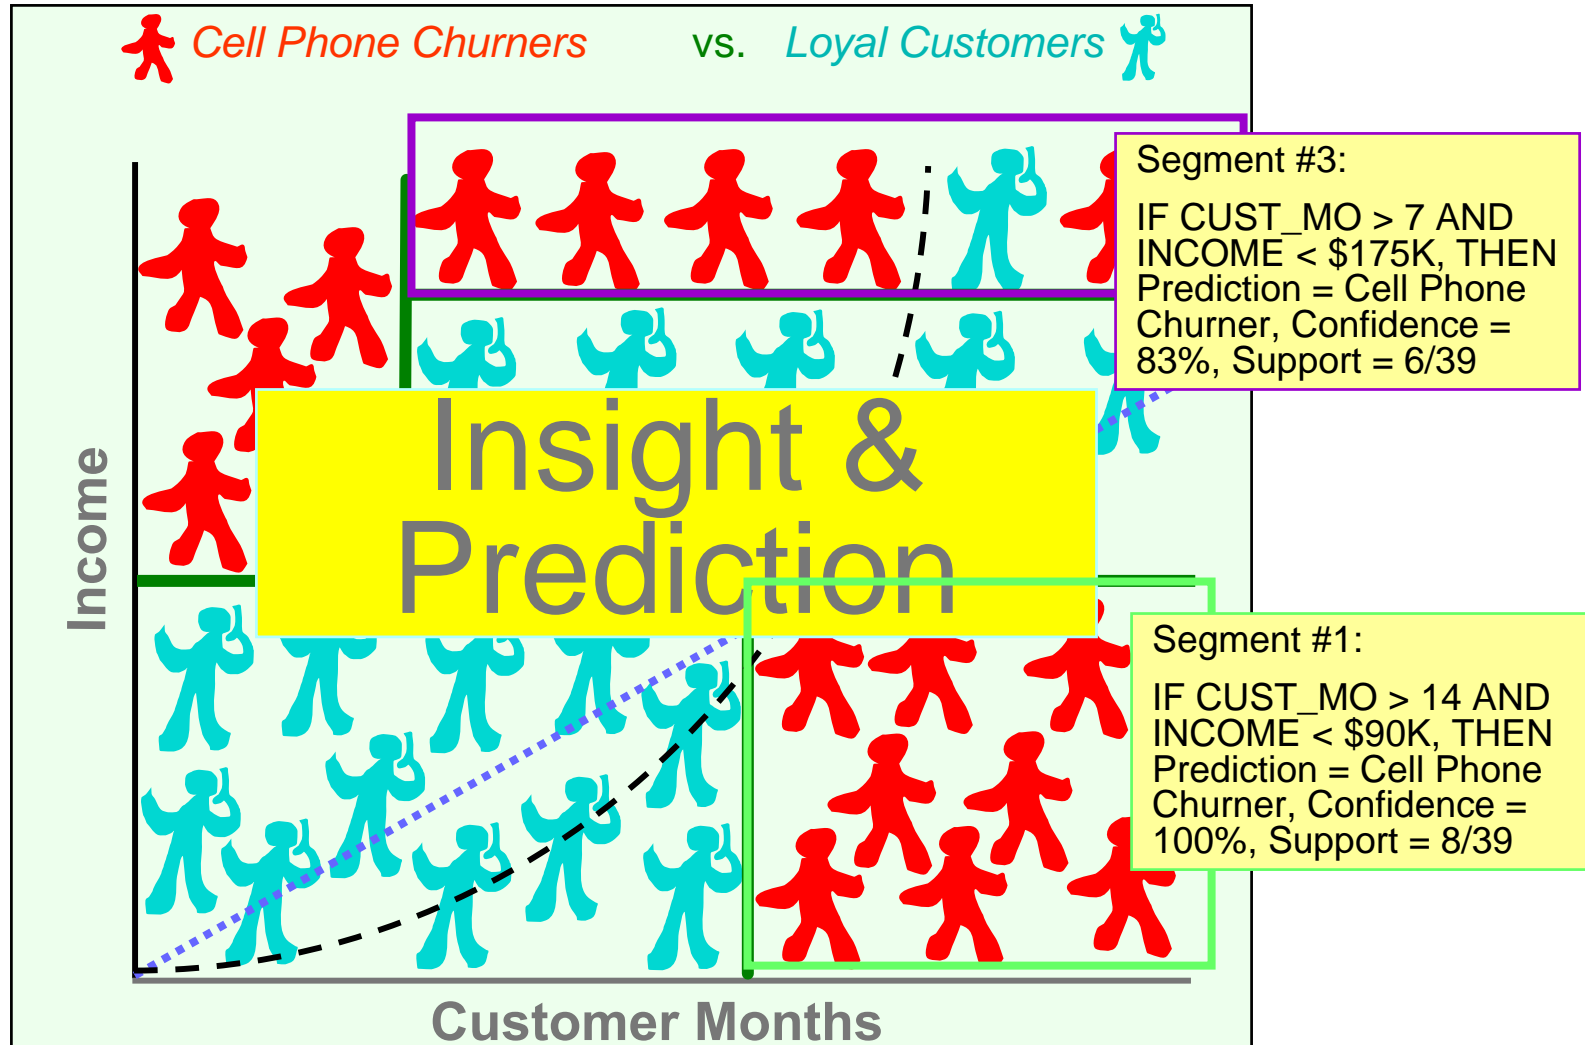 Cell Phone Churners vs. Loyal Customers
Segment #3:
IF CUST_MO > 7 AND
INCOME < $175K, THEN
Prediction = Cell Phone
Churner, Confidence =
83%, Support = 6/39
Insight &
Prediction
Income
Segment #1:
IF CUST_MO > 14 AND
INCOME < $90K, THEN
Prediction = Cell Phone
Churner, Confidence =
100%, Support = 8/39
Customer Months